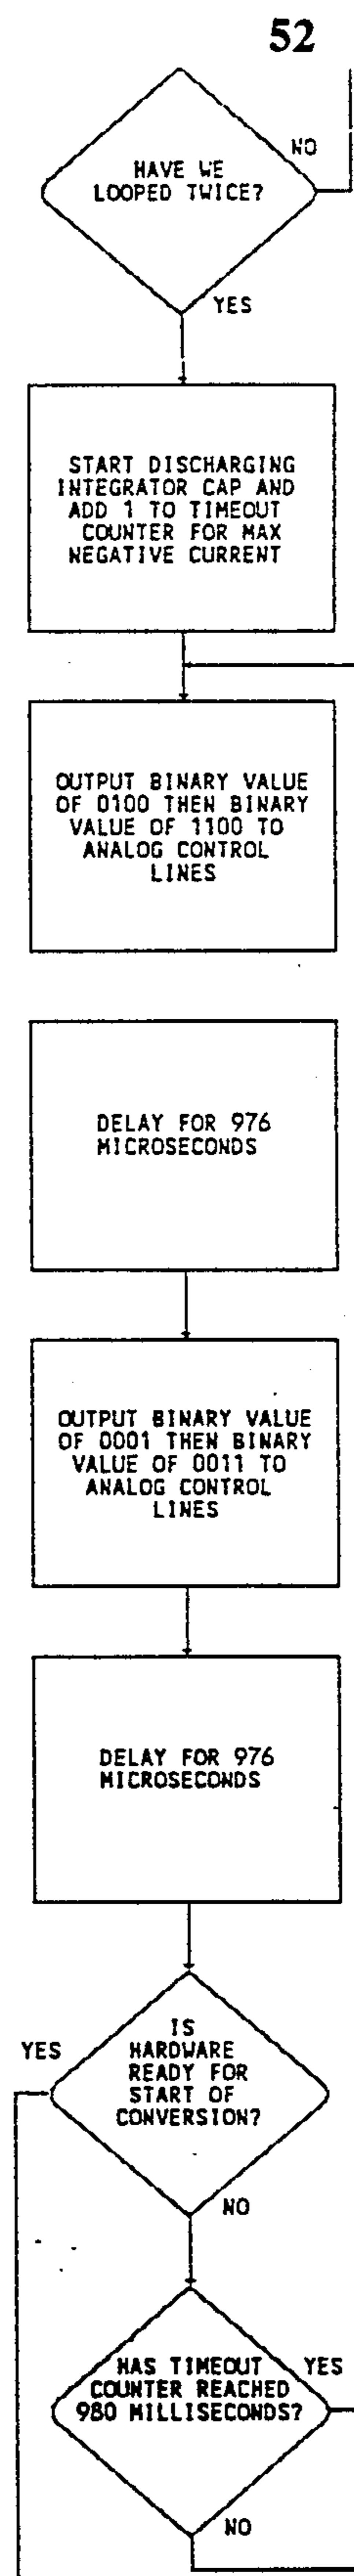 52
HAVE WE
LOOPED TWICE?
NO
YES
START DISCHARGING
INTEGRATOR CAP AND
ADD 1 TO TIMEOUT
COUNTER FOR MAX
NEGATIVE CURRENT
OUTPUT BINARY VALUE
OF 0100 THEN BINARY
VALUE OF 1100 TO
ANALOG CONTROL
LINES
DELAY FOR 976
MICROSECONDS
OUTPUT BINARY VALUE
OF 0001 THEN BINARY
VALUE OF 0011 TO
ANALOG CONTROL
LINES
DELAY FOR 976
MICROSECONDS
YES
IS
HARDWARE
READY FOR
START OF
CONVERSION?
NO
HAS TIMEOUT
COUNTER REACHED
980 MILLISECONDS?
YES
NO